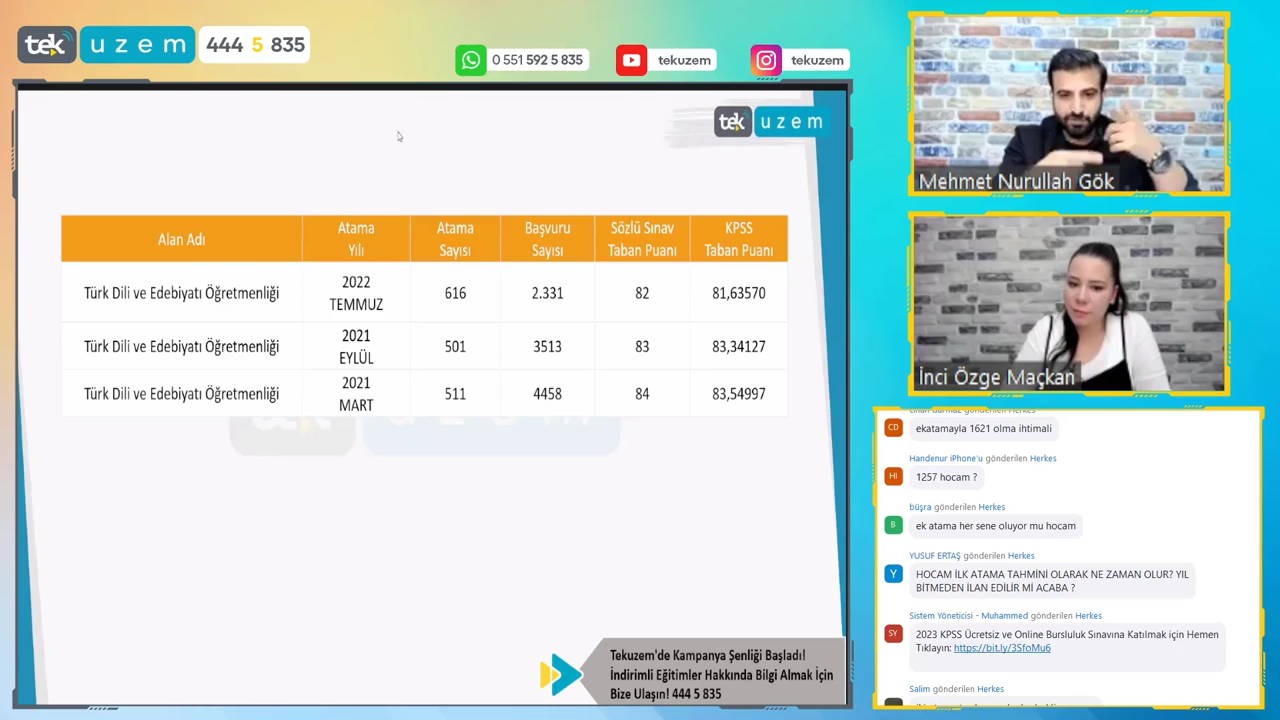 tek uzem 444 5 835
0 551 592 5 835 tekuzem tekuzem
tek uzem
Alan Adı Atama Yılı Atama Sayısı Başvuru Sayısı Sözlü Sınav Taban Puanı KPSS Taban Puanı
Türk Dili ve Edebiyatı Öğretmenliği 2022 TEMMUZ 616 2.331 82 81,63570
Türk Dili ve Edebiyatı Öğretmenliği 2021 EYLÜL 501 3513 83 83,34127
Türk Dili ve Edebiyatı Öğretmenliği 2021 MART 511 4458 84 83,54997
Tekuzem'de Kampanya Şenliği Başladı!
İndirimli Eğitimler Hakkında Bilgi Almak İçin
Bize Ulaşın! 444 5 835
Mehmet Nurullah Gök
İnci Özge Maçkan
gönderilen Herkes
CD ekatamayla 1621 olma ihtimali
Handenur iPhone'u gönderilen Herkes
HI 1257 hocam ?
büşra gönderilen Herkes
B ek atama her sene oluyor mu hocam
YUSUF ERTAŞ gönderilen Herkes
Y HOCAM İLK ATAMA TAHMİNİ OLARAK NE ZAMAN OLUR? YIL
BİTMEDEN İLAN EDİLİR Mİ ACABA ?
Sistem Yöneticisi - Muhammed gönderilen Herkes
SY 2023 KPSS Ücretsiz ve Online Bursluluk Sınavına Katılmak için Hemen
Tıklayın: https://bit.ly/3SfoMu6
Salim gönderilen Herkes